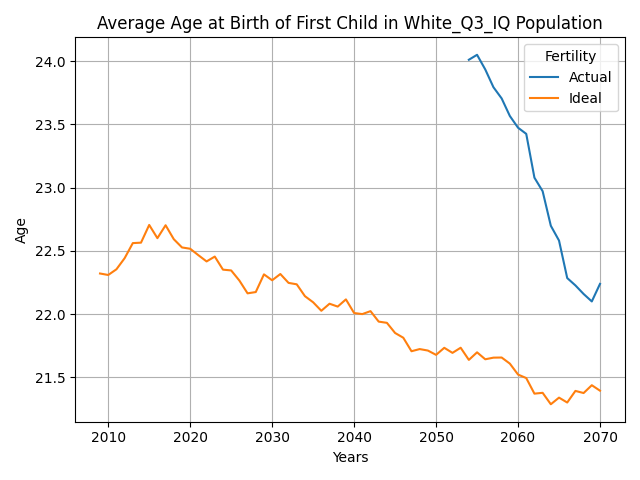 Average Age at Birth of First Child in White_Q3_IQ Population
Fertility
Actual
Ideal
Age
24.0
23.5
23.0
22.5
22.0
21.5
2010 2020 2030 2040 2050 2060 2070
Years